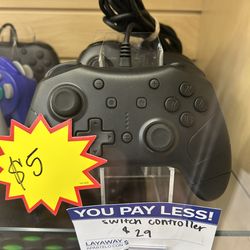 $5
YOU PAY LESS!
switch controller
$29
LAYAWAY